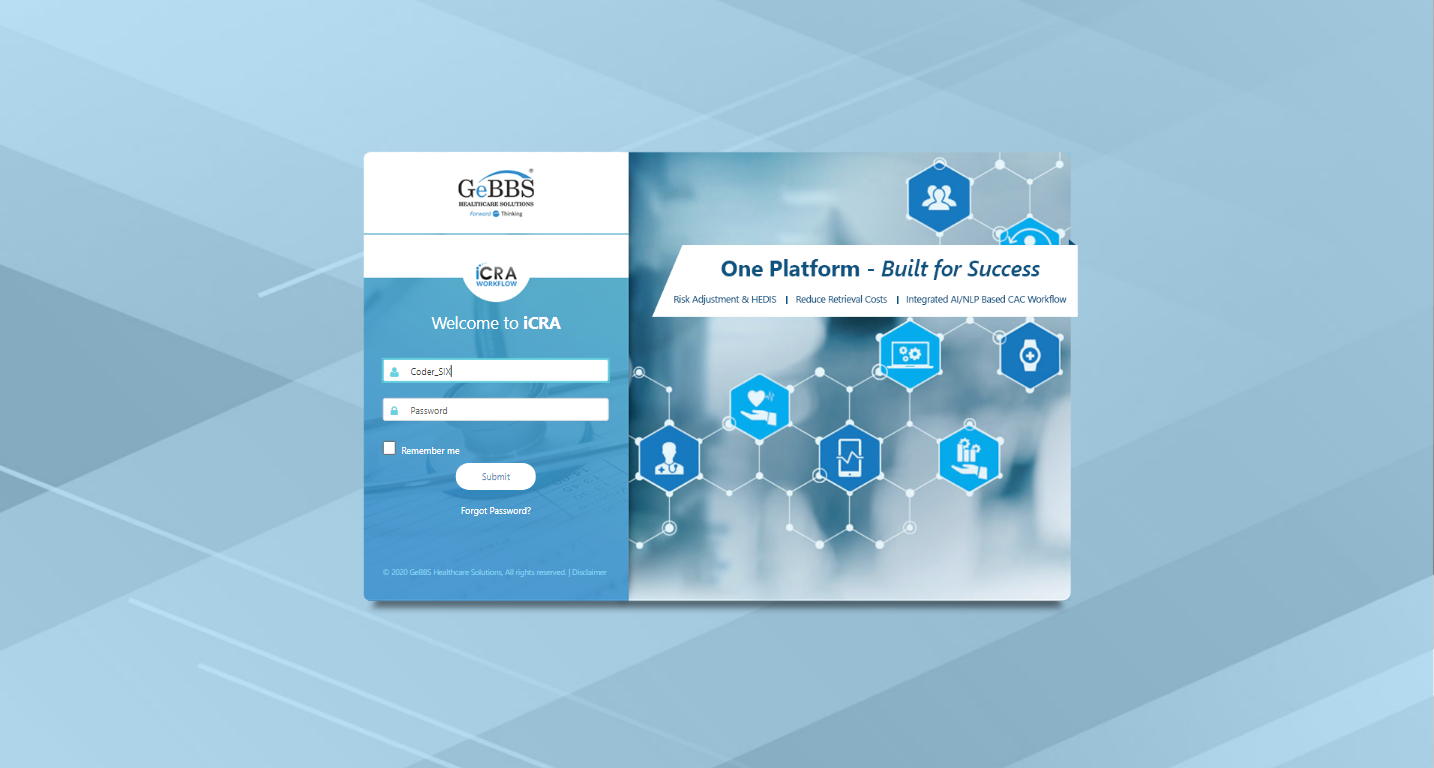 GeBBS®
HEALTHCARE SOLUTIONS
Forward Thinking
iCRA
WORKFLOW
Welcome to iCRA
Coder_SIX
Password
Remember me
Submit
Forgot Password?
© 2020 GeBBS Healthcare Solutions, All rights reserved. | Disclaimer
One Platform - Built for Success
Risk Adjustment & HEDIS | Reduce Retrieval Costs | Integrated AI/NLP Based CAC Workflow